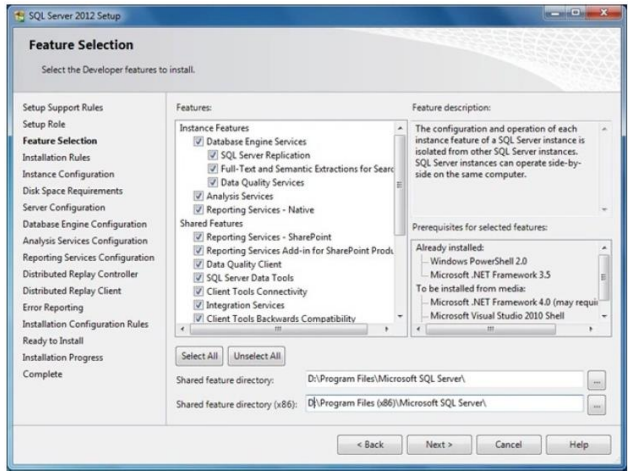 SQL Server 2012 Setup
Feature Selection
Select the Developer features to install.
Setup Support Rules
Setup Role
Feature Selection
Installation Rules
Instance Configuration
Disk Space Requirements
Server Configuration
Database Engine Configuration
Analysis Services Configuration
Reporting Services Configuration
Distributed Replay Controller
Distributed Replay Client
Error Reporting
Installation Configuration Rules
Ready to Install
Installation Progress
Complete
Features:
Instance Features
Database Engine Services
SQL Server Replication
Full-Text and Semantic Extractions for Searc
Data Quality Services
Analysis Services
Reporting Services - Native
Shared Features
Reporting Services - SharePoint
Reporting Services Add-in for SharePoint Produ
Data Quality Client
SQL Server Data Tools
Client Tools Connectivity
Integration Services
Client Tools Backwards Compatibility
Feature description:
The configuration and operation of each
instance feature of a SQL Server instance is
isolated from other SQL Server instances.
SQL Server instances can operate side-by-
side on the same computer.
Prerequisites for selected features:
Already installed:
Windows PowerShell 2.0
Microsoft .NET Framework 3.5
To be installed from media:
Microsoft .NET Framework 4.0 (may requir
Microsoft Visual Studio 2010 Shell
Select All
Unselect All
Shared feature directory:
D:\Program Files\Microsoft SQL Server\
...
Shared feature directory (x86):
D:\Program Files (x86)\Microsoft SQL Server\
...
< Back
Next >
Cancel
Help